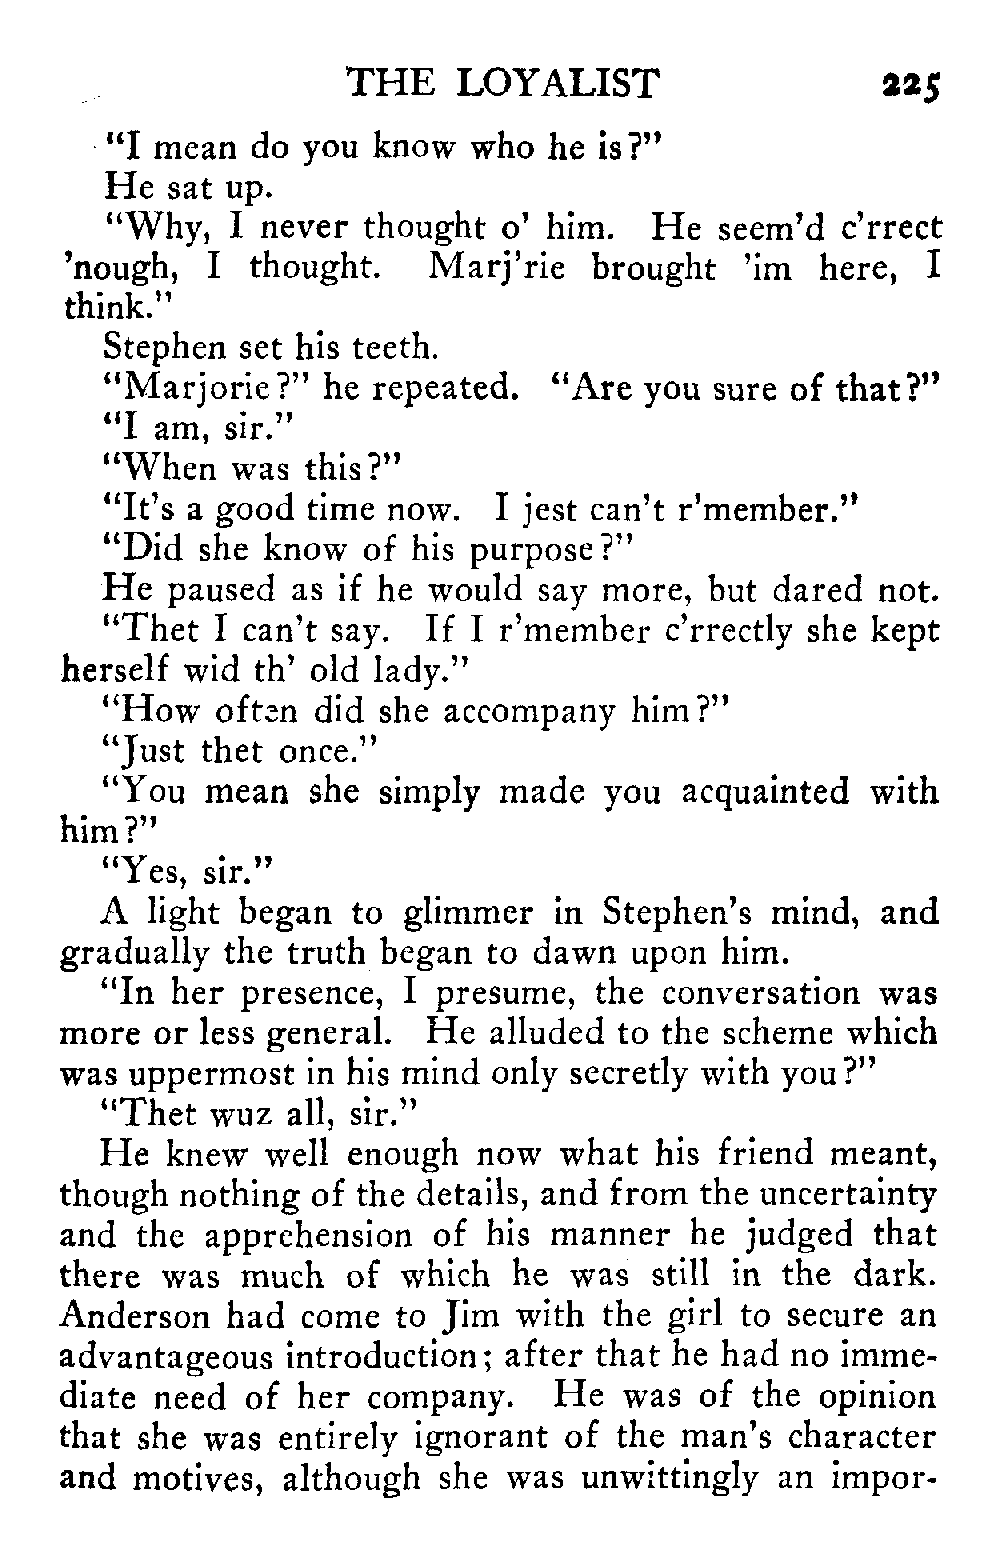 THE LOYALIST 225
"I mean do you know who he is?"
He sat up.
"Why, I never thought o' him. He seem'd c'rrect
'nough, I thought. Marj'rie brought 'im here, I
think."
Stephen set his teeth.
"Marjorie?" he repeated. "Are you sure of that?"
"I am, sir."
"When was this?"
"It's a good time now. I jest can't r'member."
"Did she know of his purpose?"
He paused as if he would say more, but dared not.
"Thet I can't say. If I r'member c'rrectly she kept
herself wid th' old lady."
"How often did she accompany him?"
"Just thet once."
"You mean she simply made you acquainted with
him?"
"Yes, sir."
A light began to glimmer in Stephen's mind, and
gradually the truth began to dawn upon him.
"In her presence, I presume, the conversation was
more or less general. He alluded to the scheme which
was uppermost in his mind only secretly with you?"
"Thet wuz all, sir."
He knew well enough now what his friend meant,
though nothing of the details, and from the uncertainty
and the apprehension of his manner he judged that
there was much of which he was still in the dark.
Anderson had come to Jim with the girl to secure an
advantageous introduction; after that he had no imme-
diate need of her company. He was of the opinion
that she was entirely ignorant of the man's character
and motives, although she was unwittingly an impor-